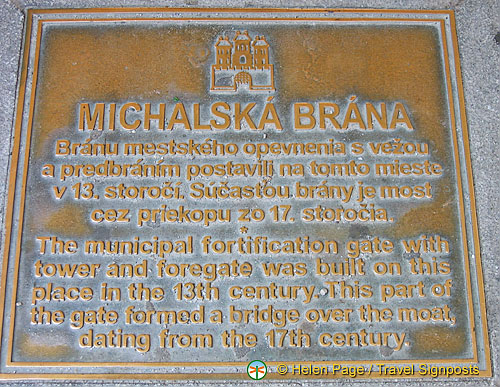 MICHALSKÁ BRÁNA
Bránu mestského opevnenia s vežou
a predbráním postavili na tomto mieste
v 13. storočí. Súčasťou brány je most
cez priekopu zo 17. storočia.
*
The municipal fortification gate with
tower and foregate was built on this
place in the 13th century. This part of
the gate formed a bridge over the moat,
dating from the 17th century.
© Helen Page / Travel Signposts